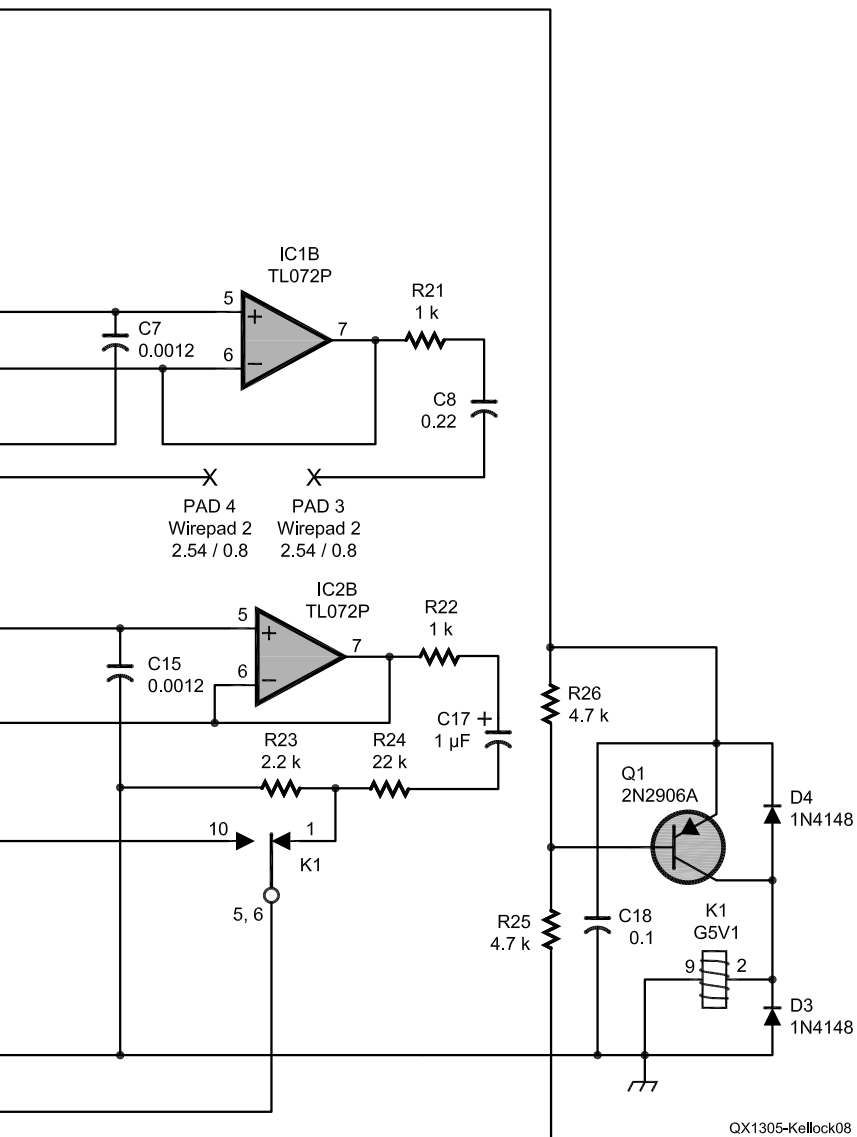 IC1B
TL072P
5
+
6
−
7
R21
1 k
C7
0.0012
C8
0.22
PAD 4
Wirepad 2
2.54 / 0.8
PAD 3
Wirepad 2
2.54 / 0.8
IC2B
TL072P
5
+
6
−
7
R22
1 k
C15
0.0012
C17 +
1 µF
R23
2.2 k
R24
22 k
R26
4.7 k
10
1
K1
5, 6
Q1
2N2906A
D4
1N4148
R25
4.7 k
C18
0.1
K1
G5V1
9
2
D3
1N4148
QX1305-Kellock08